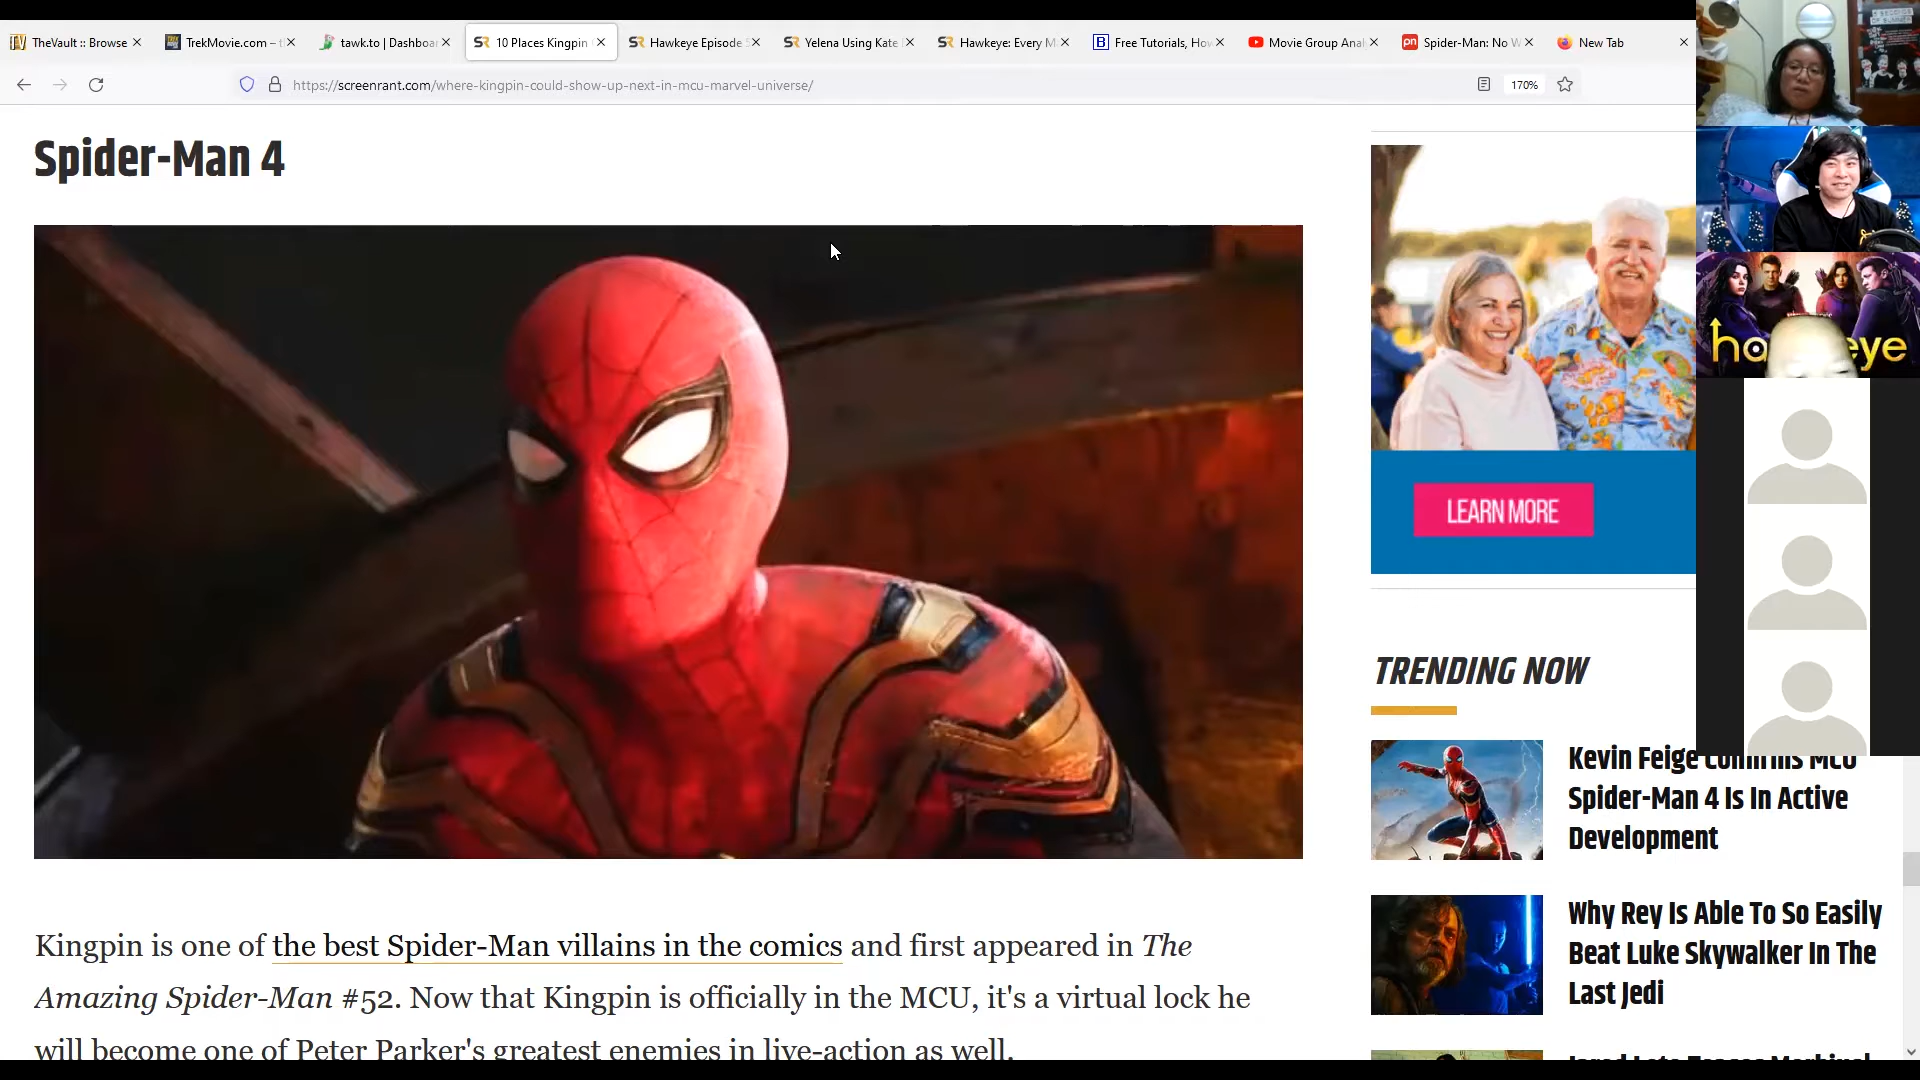 TheVault :: Browse
TrekMovie.com – t
tawk.to | Dashboa
10 Places Kingpin
Hawkeye Episode 5
Yelena Using Kate
Hawkeye: Every M
Free Tutorials, How
Movie Group Anal
Spider-Man: No W
New Tab
https://screenrant.com/where-kingpin-could-show-up-next-in-mcu-marvel-universe/
170%
Spider-Man 4
LEARN MORE
TRENDING NOW
Kevin Feige Confirms MCU
Spider-Man 4 Is In Active
Development
Why Rey Is Able To So Easily
Beat Luke Skywalker In The
Last Jedi
Kingpin is one of the best Spider-Man villains in the comics and first appeared in The
Amazing Spider-Man #52. Now that Kingpin is officially in the MCU, it's a virtual lock he
will become one of Peter Parker's greatest enemies in live-action as well.